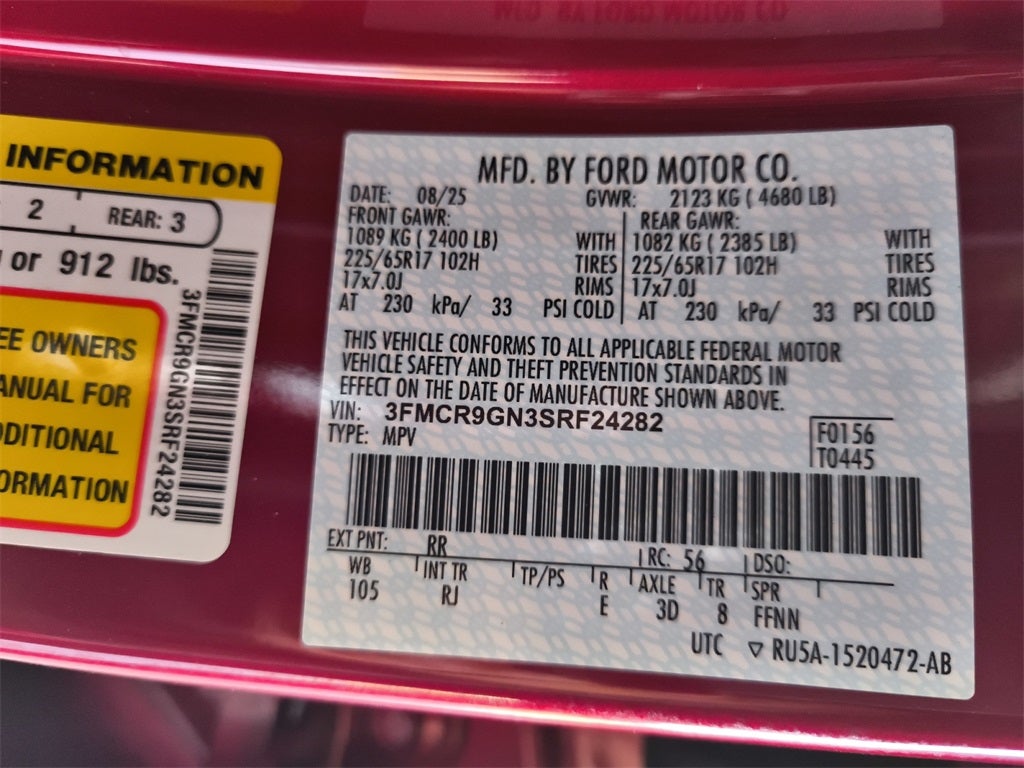 MFD. BY FORD MOTOR CO
INFORMATION
2 REAR: 3
or 912 lbs.
3FMCR9GN3SRF24282
EE OWNERS
ANUAL FOR
DDITIONAL
ORMATION
MFD. BY FORD MOTOR CO.
DATE: 08/25 GVWR: 2123 KG ( 4680 LB)
FRONT GAWR: REAR GAWR:
1089 KG ( 2400 LB) WITH 1082 KG ( 2385 LB) WITH
225/65R17 102H TIRES 225/65R17 102H TIRES
17x7.0J RIMS 17x7.0J RIMS
AT 230 kPa/ 33 PSI COLD AT 230 kPa/ 33 PSI COLD
THIS VEHICLE CONFORMS TO ALL APPLICABLE FEDERAL MOTOR
VEHICLE SAFETY AND THEFT PREVENTION STANDARDS IN
EFFECT ON THE DATE OF MANUFACTURE SHOWN ABOVE.
VIN: 3FMCR9GN3SRF24282
TYPE: MPV
F0156
T0445
EXT PNT: RR RC: 56 DSO:
WB INT TR TP/PS R AXLE TR SPR
105 RJ E 3D 8 FFNN
UTC ▽ RU5A-1520472-AB